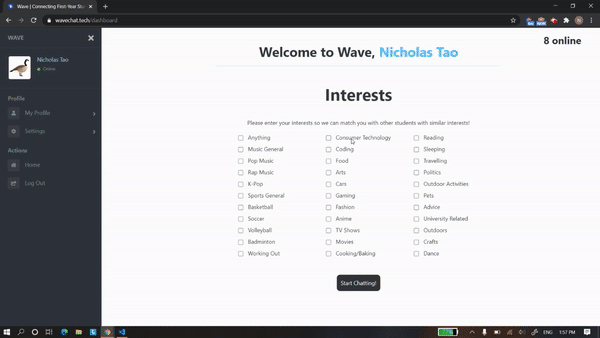 Wave | Connecting First-Year Stu
wavechat.tech/dashboard
WAVE
8 online
Nicholas Tao
Online
Welcome to Wave, Nicholas Tao
Profile
My Profile
Settings
Actions
Home
Log Out
Interests
Please enter your interests so we can match you with other students with similar interests!
Anything Consumer Technology Reading
Music General Coding Sleeping
Pop Music Food Travelling
Rap Music Arts Politics
K-Pop Cars Outdoor Activities
Sports General Gaming Pets
Basketball Fashion Advice
Soccer Anime University Related
Volleyball TV Shows Outdoors
Badminton Movies Crafts
Working Out Cooking/Baking Dance
Start Chatting!
ENG 1:57 PM